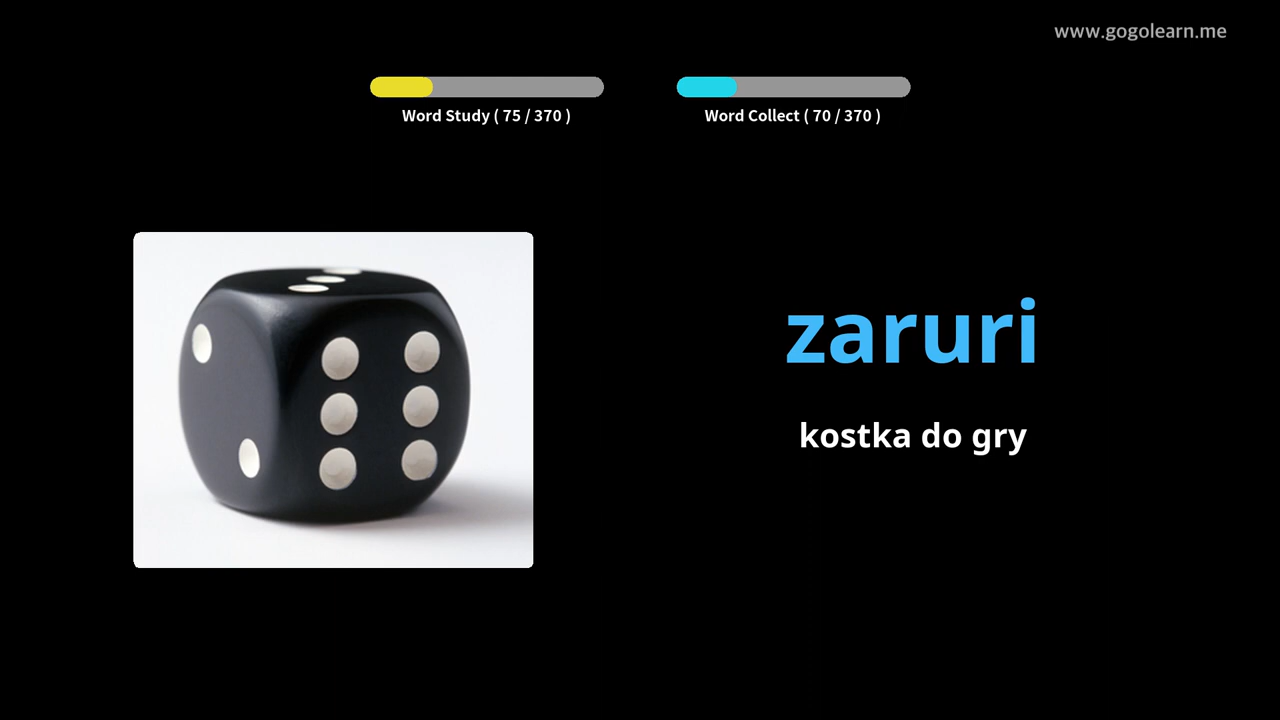 www.gogolearn.me
Word Study ( 75 / 370 )
Word Collect ( 70 / 370 )
zaruri
kostka do gry